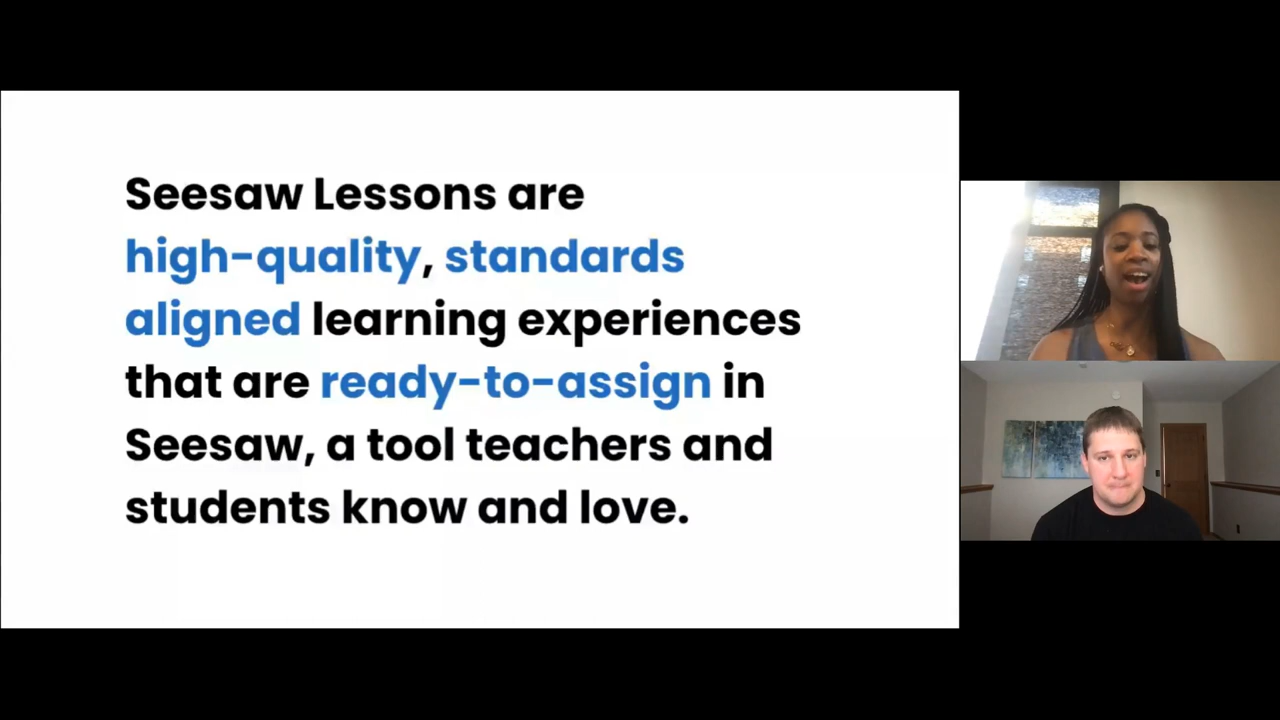 Seesaw Lessons are
high-quality, standards
aligned learning experiences
that are ready-to-assign in
Seesaw, a tool teachers and
students know and love.